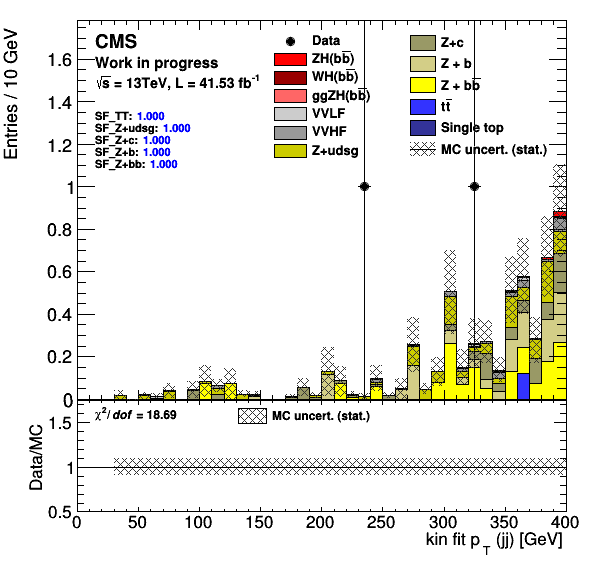 Entries / 10 GeV
CMS
Work in progress
√s = 13TeV, L = 41.53 fb⁻¹
SF_TT: 1.000
SF_Z+udsg: 1.000
SF_Z+c: 1.000
SF_Z+b: 1.000
SF_Z+bb: 1.000
Data
ZH(bb̅)
WH(bb̅)
ggZH(bb̅)
VVLF
VVHF
Z+udsg
Z+c
Z + b
Z + bb̅
tt̅
Single top
MC uncert. (stat.)
1.6
1.4
1.2
1
0.8
0.6
0.4
0.2
0
χ²/dof = 18.69
MC uncert. (stat.)
Data/MC
1.5
1
0.5
0 50 100 150 200 250 300 350 400
kin fit p_T (jj) [GeV]